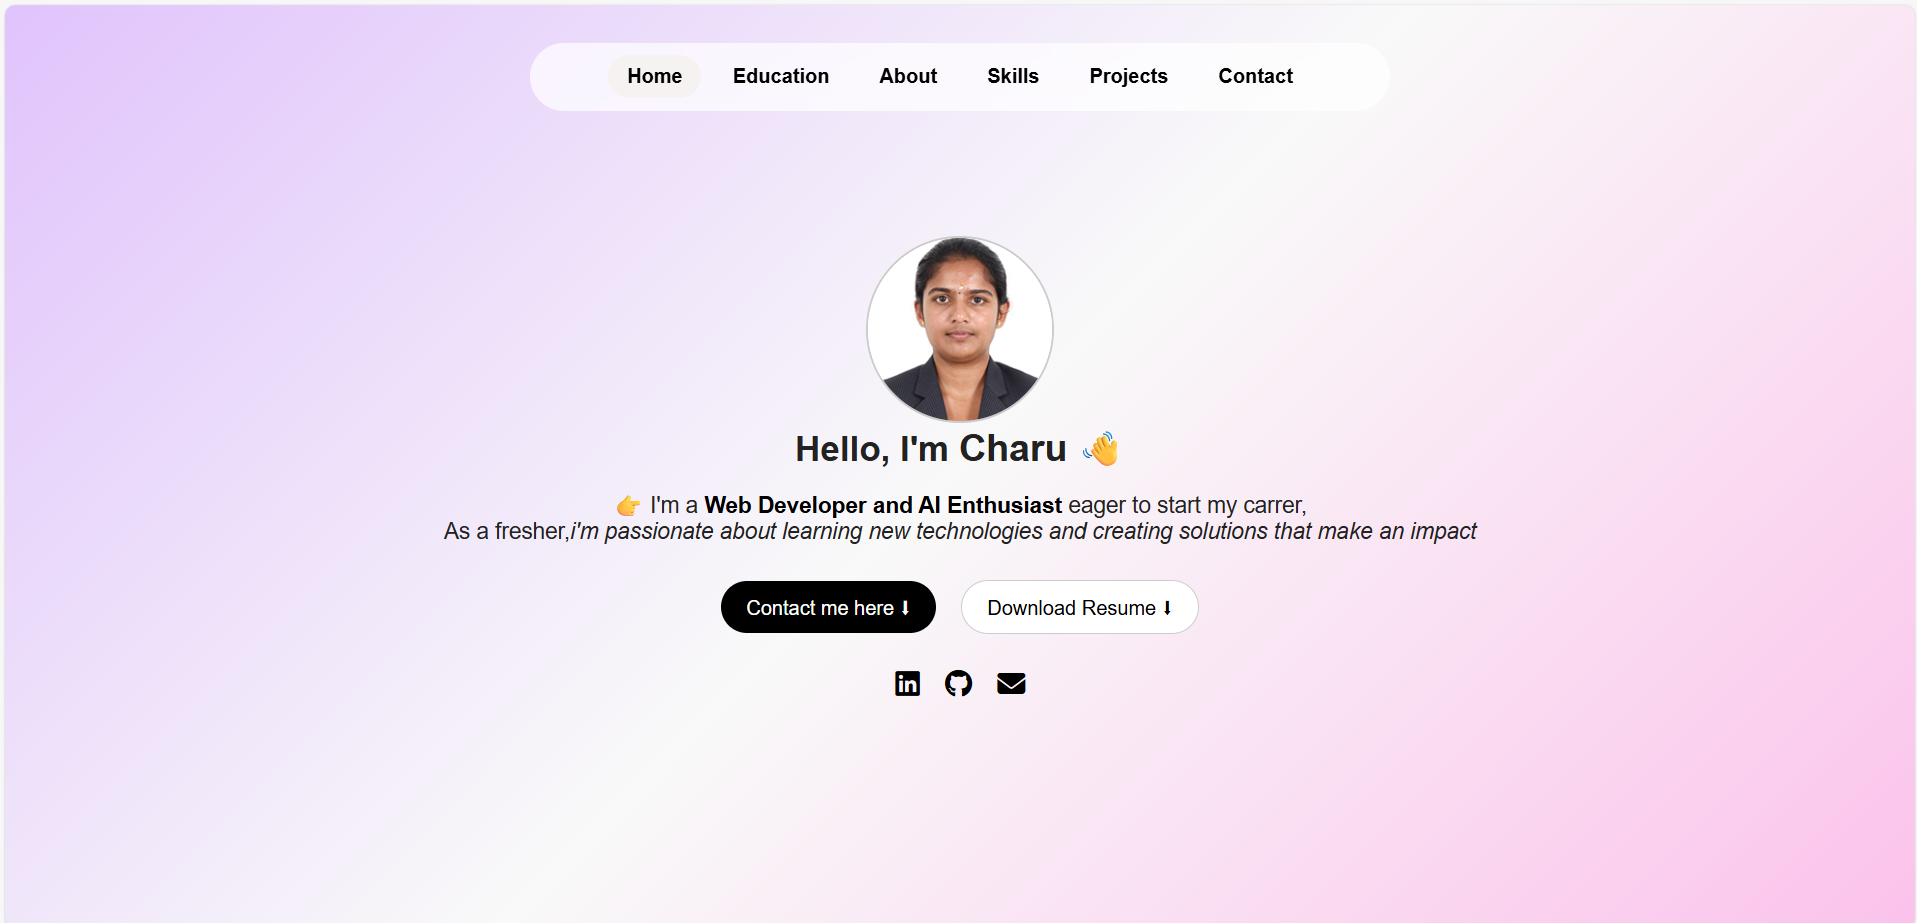 Home Education About Skills Projects Contact
Hello, I'm Charu 👋
👉 I'm a Web Developer and AI Enthusiast eager to start my carrer,
As a fresher,i'm passionate about learning new technologies and creating solutions that make an impact
Contact me here ⬇ Download Resume ⬇
in